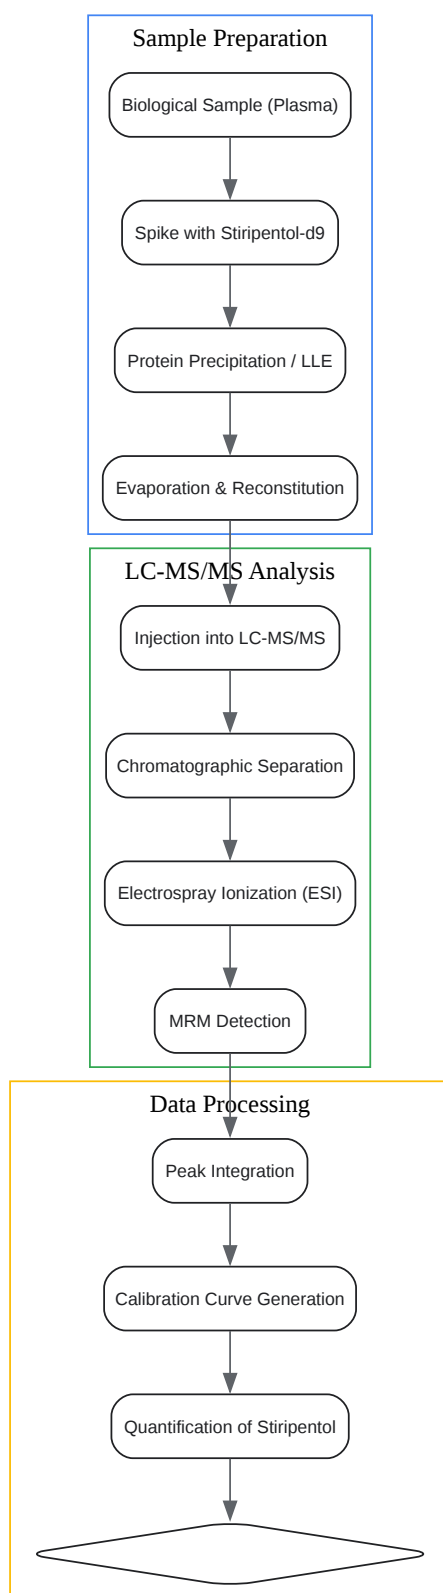 Sample Preparation
Biological Sample (Plasma)
Spike with Stiripentol-d9
Protein Precipitation / LLE
Evaporation & Reconstitution
LC-MS/MS Analysis
Injection into LC-MS/MS
Chromatographic Separation
Electrospray Ionization (ESI)
MRM Detection
Data Processing
Peak Integration
Calibration Curve Generation
Quantification of Stiripentol